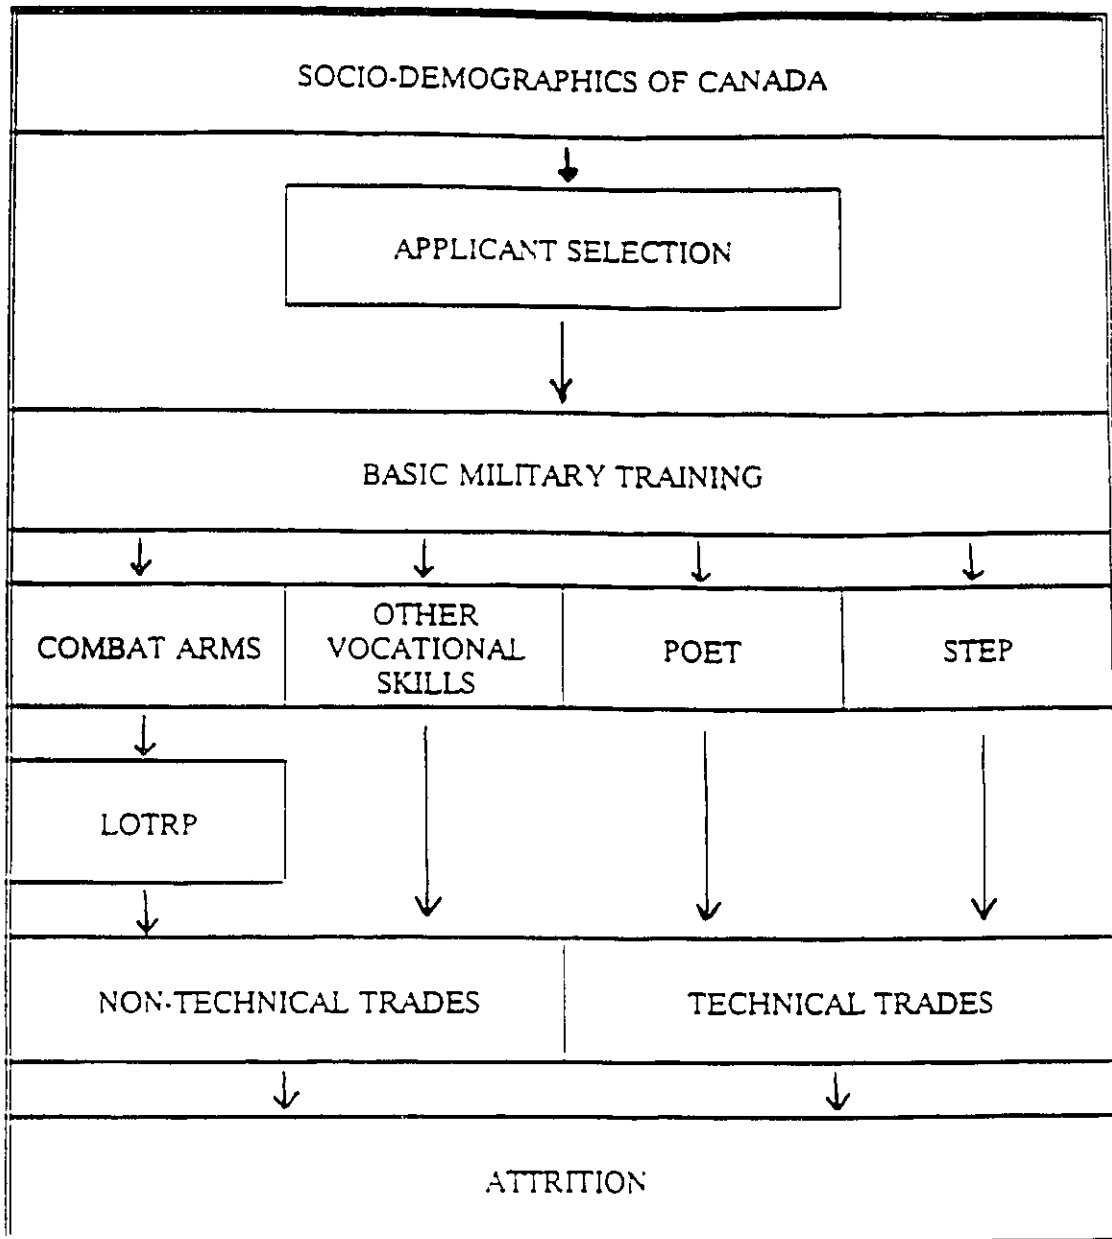 SOCIO-DEMOGRAPHICS OF CANADA
APPLICANT SELECTION
BASIC MILITARY TRAINING
COMBAT ARMS
OTHER
VOCATIONAL
SKILLS
POET
STEP
LOTRP
NON-TECHNICAL TRADES
TECHNICAL TRADES
ATTRITION